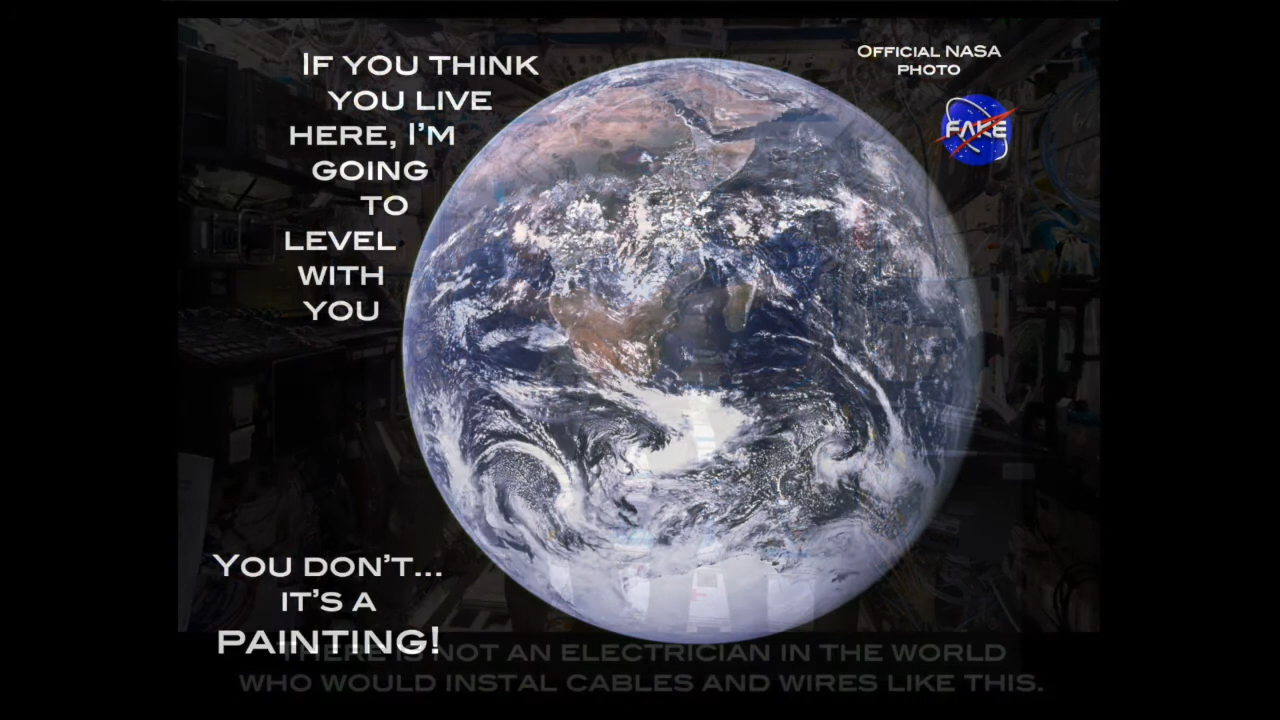 If you think
you live
here, I'm
going
to
level
with
you
Official NASA
photo
FAKE
You don't...
it's a
painting!
There is not an electrician in the world
who would instal cables and wires like this.